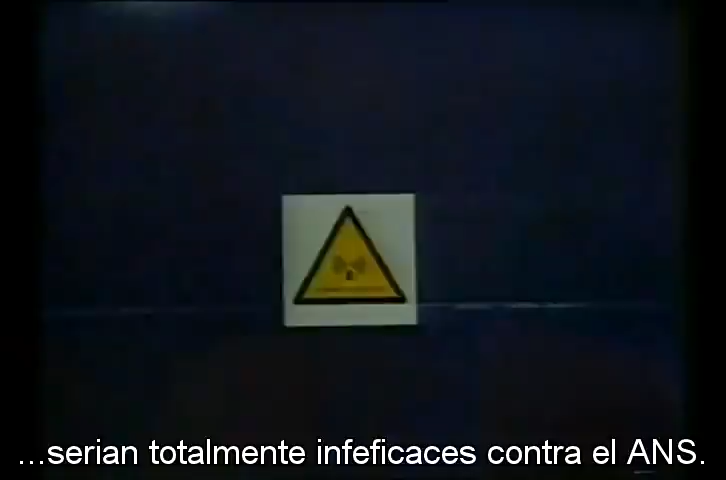 ...serian totalmente infeficaces contra el ANS.